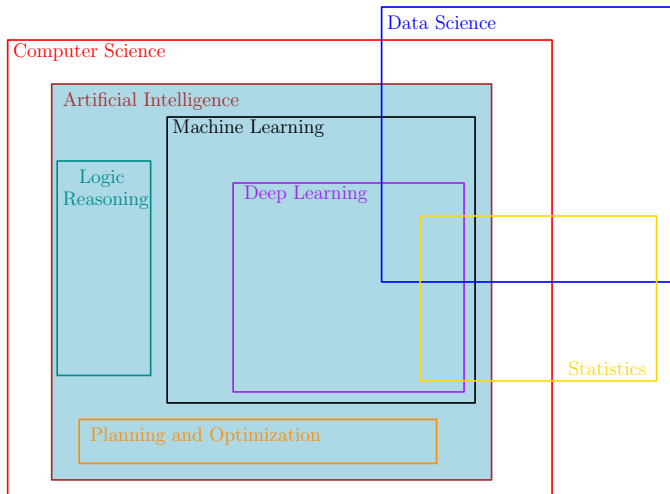 Data Science
Computer Science
Artificial Intelligence
Machine Learning
Logic
Reasoning
Deep Learning
Statistics
Planning and Optimization